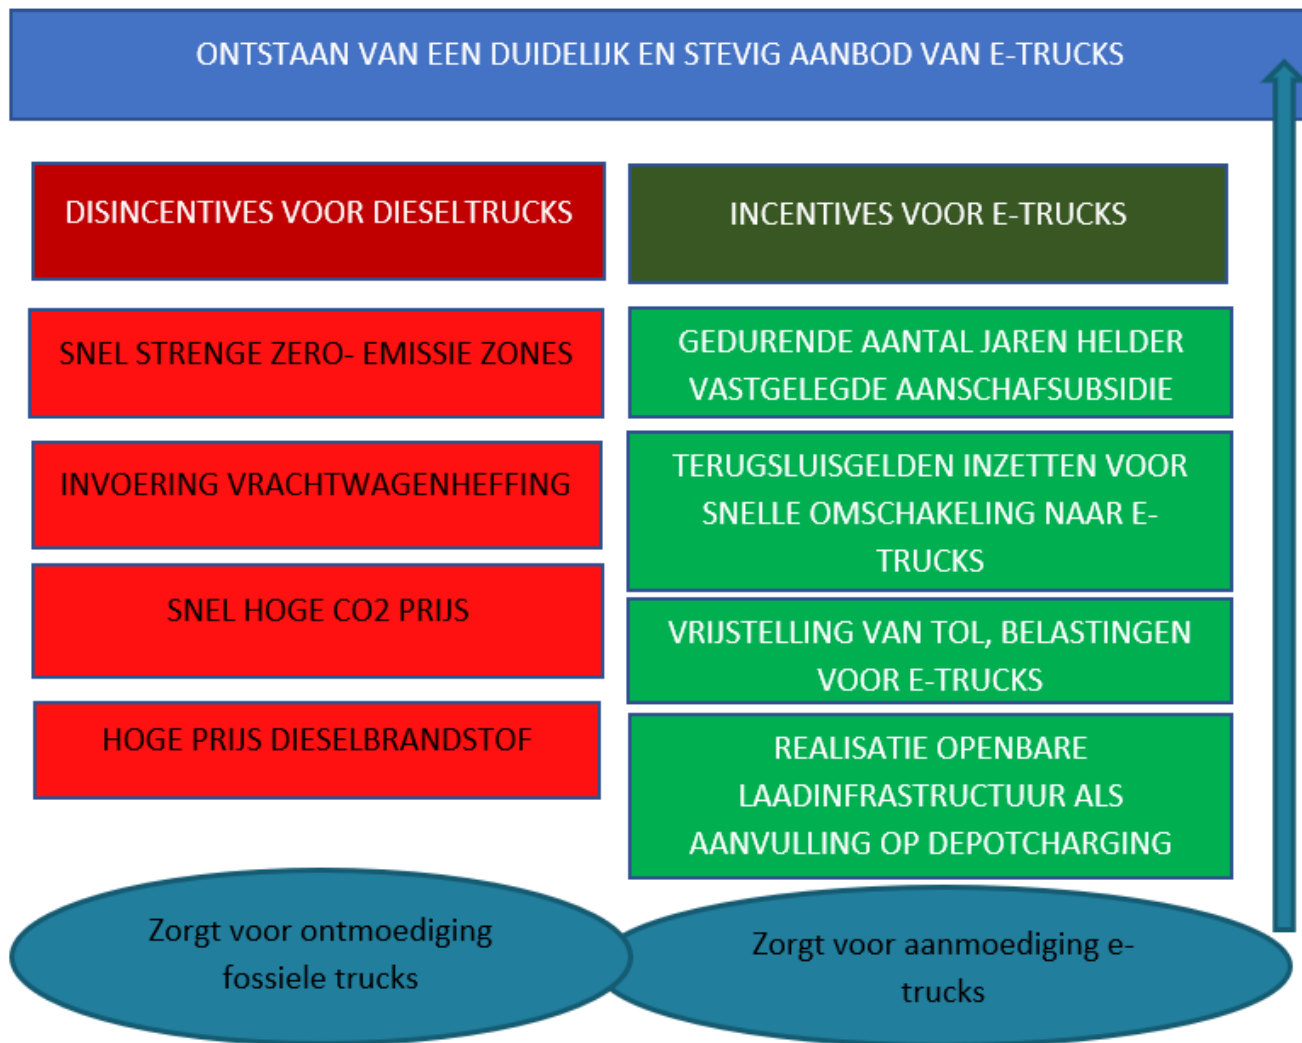 ONTSTAAN VAN EEN DUIDELIJK EN STEVIG AANBOD VAN E-TRUCKS
DISINCENTIVES VOOR DIESELTRUCKS
SNEL STRENGE ZERO- EMISSIE ZONES
INVOERING VRACHTWAGENHEFFING
SNEL HOGE CO2 PRIJS
HOGE PRIJS DIESELBRANDSTOF
Zorgt voor ontmoediging
fossiele trucks
INCENTIVES VOOR E-TRUCKS
GEDURENDE AANTAL JAREN HELDER
VASTGELEGDE AANSCHAFSUBSIDIE
TERUGSLUISGELDEN INZETTEN VOOR
SNELLE OMSCHAKELING NAAR E-
TRUCKS
VRIJSTELLING VAN TOL, BELASTINGEN
VOOR E-TRUCKS
REALISATIE OPENBARE
LAADINFRASTRUCTUUR ALS
AANVULLING OP DEPOTCHARGING
Zorgt voor aanmoediging e-
trucks